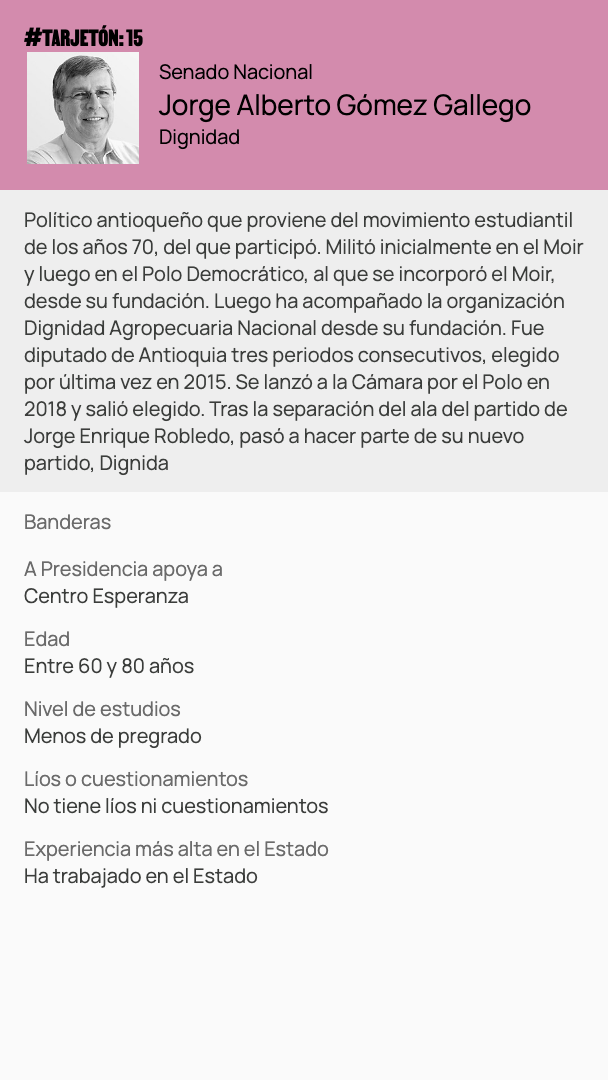 #TARJETÓN: 15
Senado Nacional
Jorge Alberto Gómez Gallego
Dignidad
Político antioqueño que proviene del movimiento estudiantil
de los años 70, del que participó. Militó inicialmente en el Moir
y luego en el Polo Democrático, al que se incorporó el Moir,
desde su fundación. Luego ha acompañado la organización
Dignidad Agropecuaria Nacional desde su fundación. Fue
diputado de Antioquia tres periodos consecutivos, elegido
por última vez en 2015. Se lanzó a la Cámara por el Polo en
2018 y salió elegido. Tras la separación del ala del partido de
Jorge Enrique Robledo, pasó a hacer parte de su nuevo
partido, Dignida
Banderas
A Presidencia apoya a
Centro Esperanza
Edad
Entre 60 y 80 años
Nivel de estudios
Menos de pregrado
Líos o cuestionamientos
No tiene líos ni cuestionamientos
Experiencia más alta en el Estado
Ha trabajado en el Estado